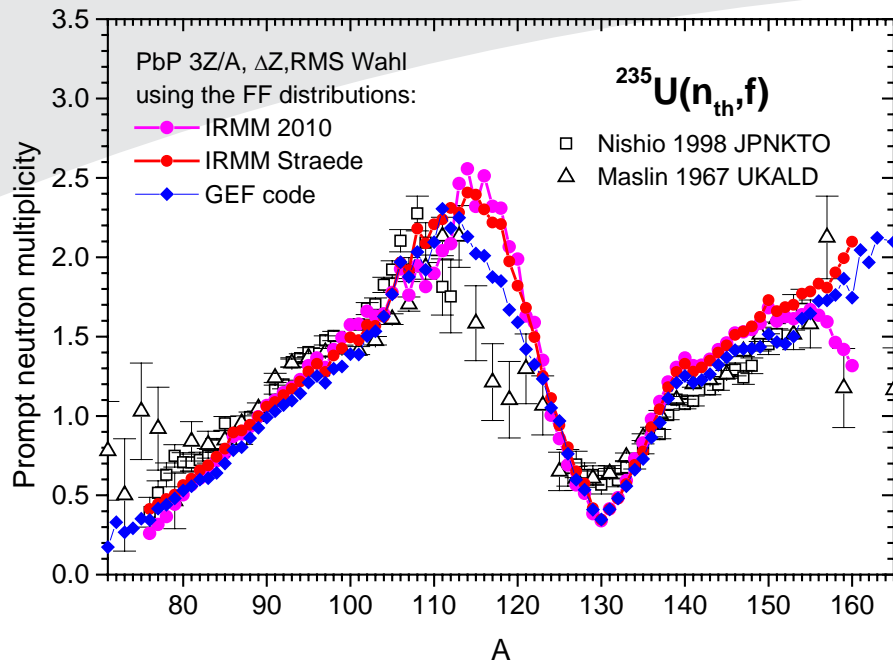 3.5
3.0
2.5
2.0
1.5
1.0
0.5
0.0
Prompt neutron multiplicity
PbP 3Z/A, ΔZ,RMS Wahl
using the FF distributions:
IRMM 2010
IRMM Straede
GEF code
²³⁵U(nₜₕ,f)
Nishio 1998 JPNKTO
Maslin 1967 UKALD
80 90 100 110 120 130 140 150 160
A